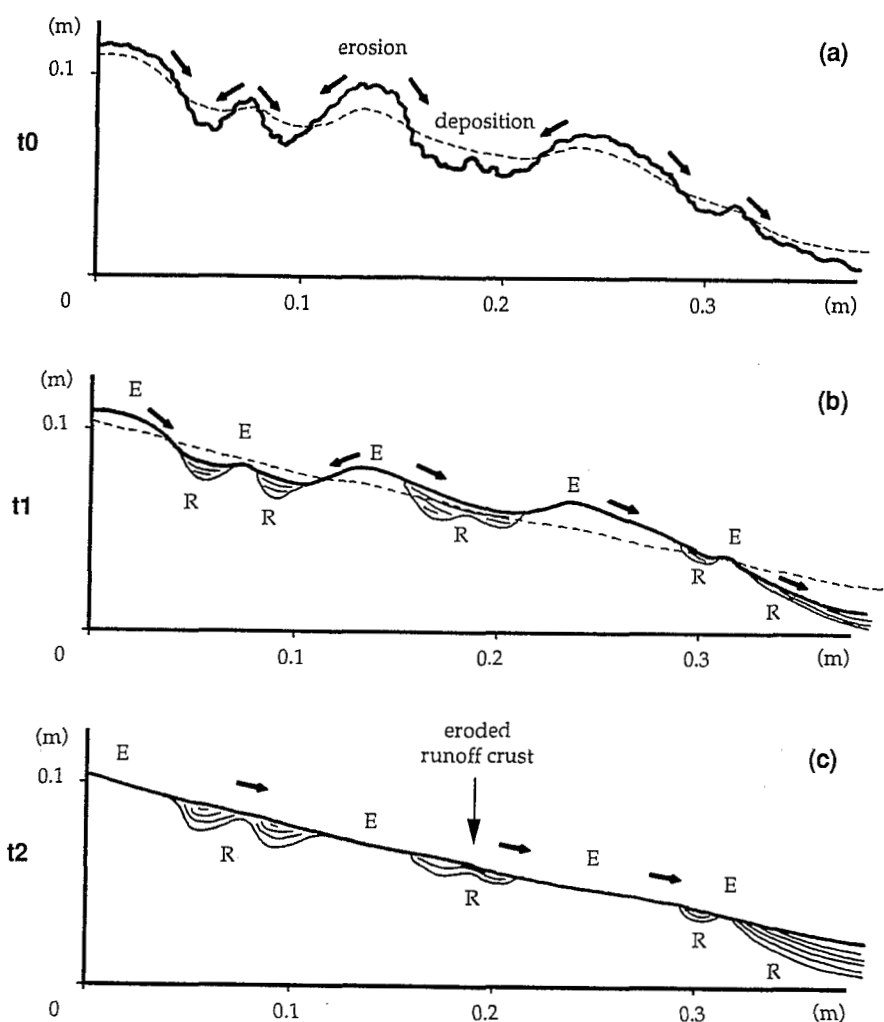 (m)
(a)
erosion
0.1
deposition
t0
0
0.1
0.2
0.3
(m)
(m)
E
(b)
0.1
E
E
E
E
t1
R
R
R
R
R
0
0.1
0.2
0.3
(m)
eroded
runoff crust
(m)
E
(c)
0.1
E
E
E
t2
R
R
R
R
0
0.1
0.2
0.3
(m)